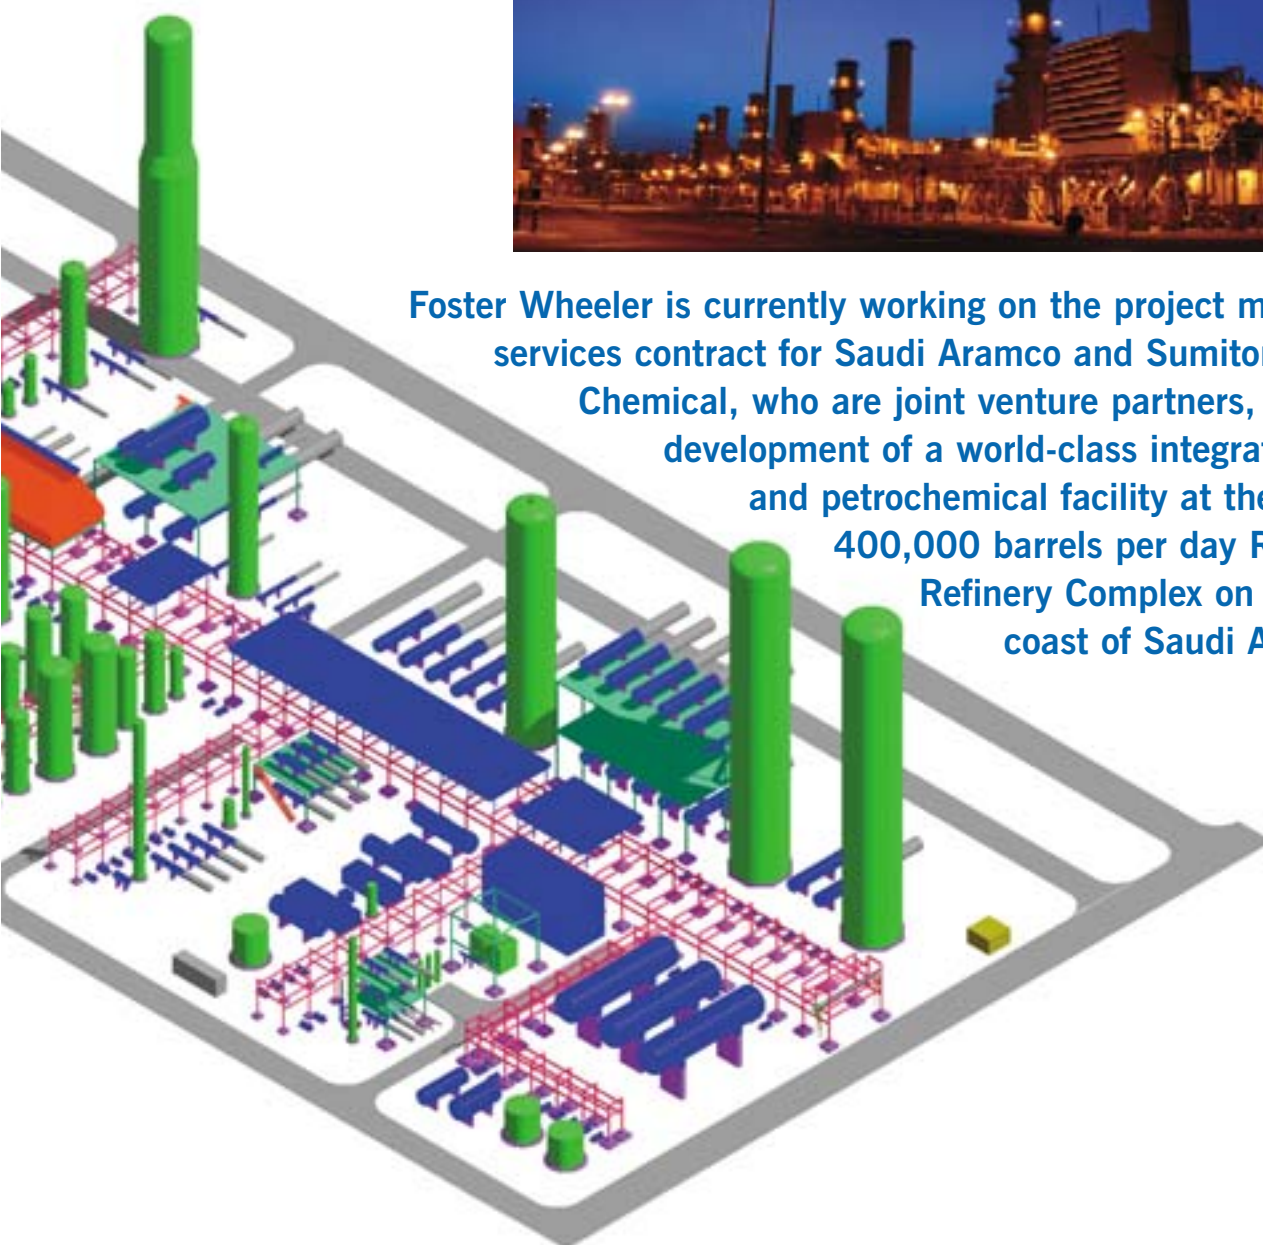 Foster Wheeler is currently working on the project m
services contract for Saudi Aramco and Sumito
Chemical, who are joint venture partners,
development of a world-class integrat
and petrochemical facility at the
400,000 barrels per day R
Refinery Complex on
coast of Saudi A